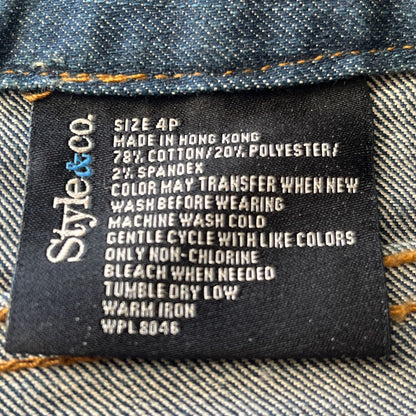 Style&co.
SIZE 4P
MADE IN HONG KONG
78% COTTON/20% POLYESTER/
2% SPANDEX
COLOR MAY TRANSFER WHEN NEW
WASH BEFORE WEARING
MACHINE WASH COLD
GENTLE CYCLE WITH LIKE COLORS
ONLY NON-CHLORINE
BLEACH WHEN NEEDED
TUMBLE DRY LOW
WARM IRON
WPL 8046